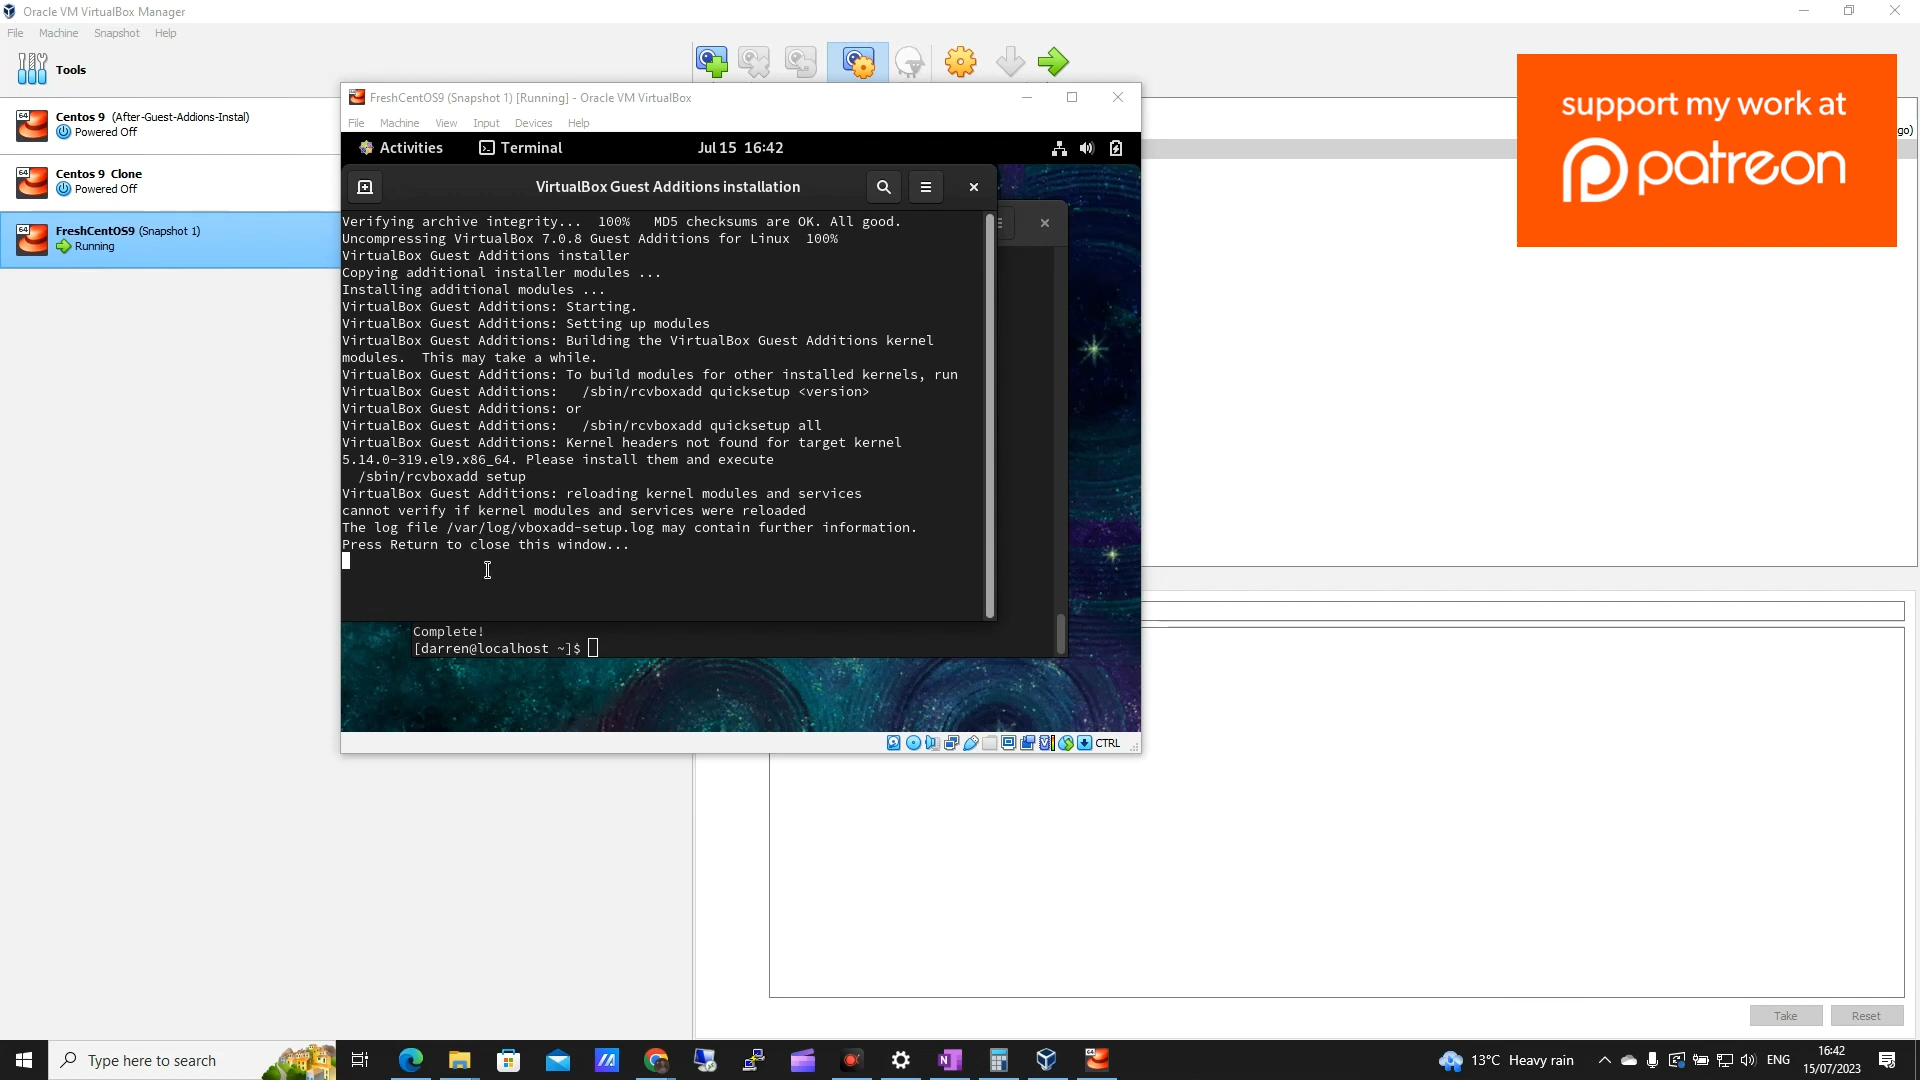 Oracle VM VirtualBox Manager
File Machine Snapshot Help
Tools
64 Centos 9 (After-Guest-Addions-Instal)
Powered Off
64 Centos 9 Clone
Powered Off
64 FreshCentOS9 (Snapshot 1)
Running
FreshCentOS9 (Snapshot 1) [Running] - Oracle VM VirtualBox
File Machine View Input Devices Help
Activities Terminal Jul 15 16:42
VirtualBox Guest Additions installation
Verifying archive integrity... 100% MD5 checksums are OK. All good.
Uncompressing VirtualBox 7.0.8 Guest Additions for Linux 100%
VirtualBox Guest Additions installer
Copying additional installer modules ...
Installing additional modules ...
VirtualBox Guest Additions: Starting.
VirtualBox Guest Additions: Setting up modules
VirtualBox Guest Additions: Building the VirtualBox Guest Additions kernel
modules. This may take a while.
VirtualBox Guest Additions: To build modules for other installed kernels, run
VirtualBox Guest Additions: /sbin/rcvboxadd quicksetup <version>
VirtualBox Guest Additions: or
VirtualBox Guest Additions: /sbin/rcvboxadd quicksetup all
VirtualBox Guest Additions: Kernel headers not found for target kernel
5.14.0-319.el9.x86_64. Please install them and execute
/sbin/rcvboxadd setup
VirtualBox Guest Additions: reloading kernel modules and services
cannot verify if kernel modules and services were reloaded
The log file /var/log/vboxadd-setup.log may contain further information.
Press Return to close this window...
Complete!
[darren@localhost ~]$
CTRL
support my work at
patreon
go)
Take Reset
Type here to search
13°C Heavy rain
ENG
16:42
15/07/2023